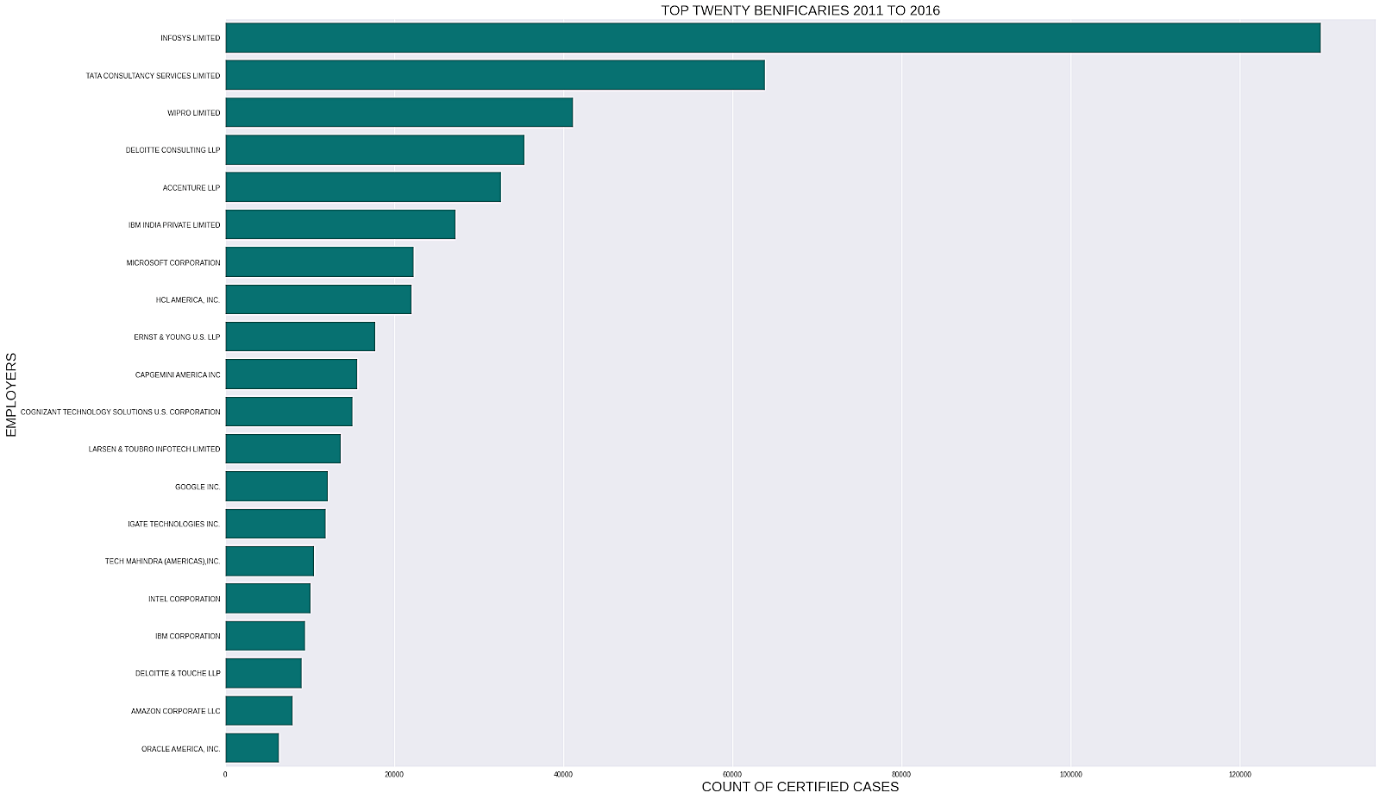 TOP TWENTY BENIFICARIES 2011 TO 2016
INFOSYS LIMITED
TATA CONSULTANCY SERVICES LIMITED
WIPRO LIMITED
DELOITTE CONSULTING LLP
ACCENTURE LLP
IBM INDIA PRIVATE LIMITED
MICROSOFT CORPORATION
HCL AMERICA, INC.
ERNST & YOUNG U.S. LLP
CAPGEMINI AMERICA INC
COGNIZANT TECHNOLOGY SOLUTIONS U.S. CORPORATION
LARSEN & TOUBRO INFOTECH LIMITED
GOOGLE INC.
IGATE TECHNOLOGIES INC.
TECH MAHINDRA (AMERICAS),INC.
INTEL CORPORATION
IBM CORPORATION
DELOITTE & TOUCHE LLP
AMAZON CORPORATE LLC
ORACLE AMERICA, INC.
EMPLOYERS
0 20000 40000 60000 80000 100000 120000
COUNT OF CERTIFIED CASES